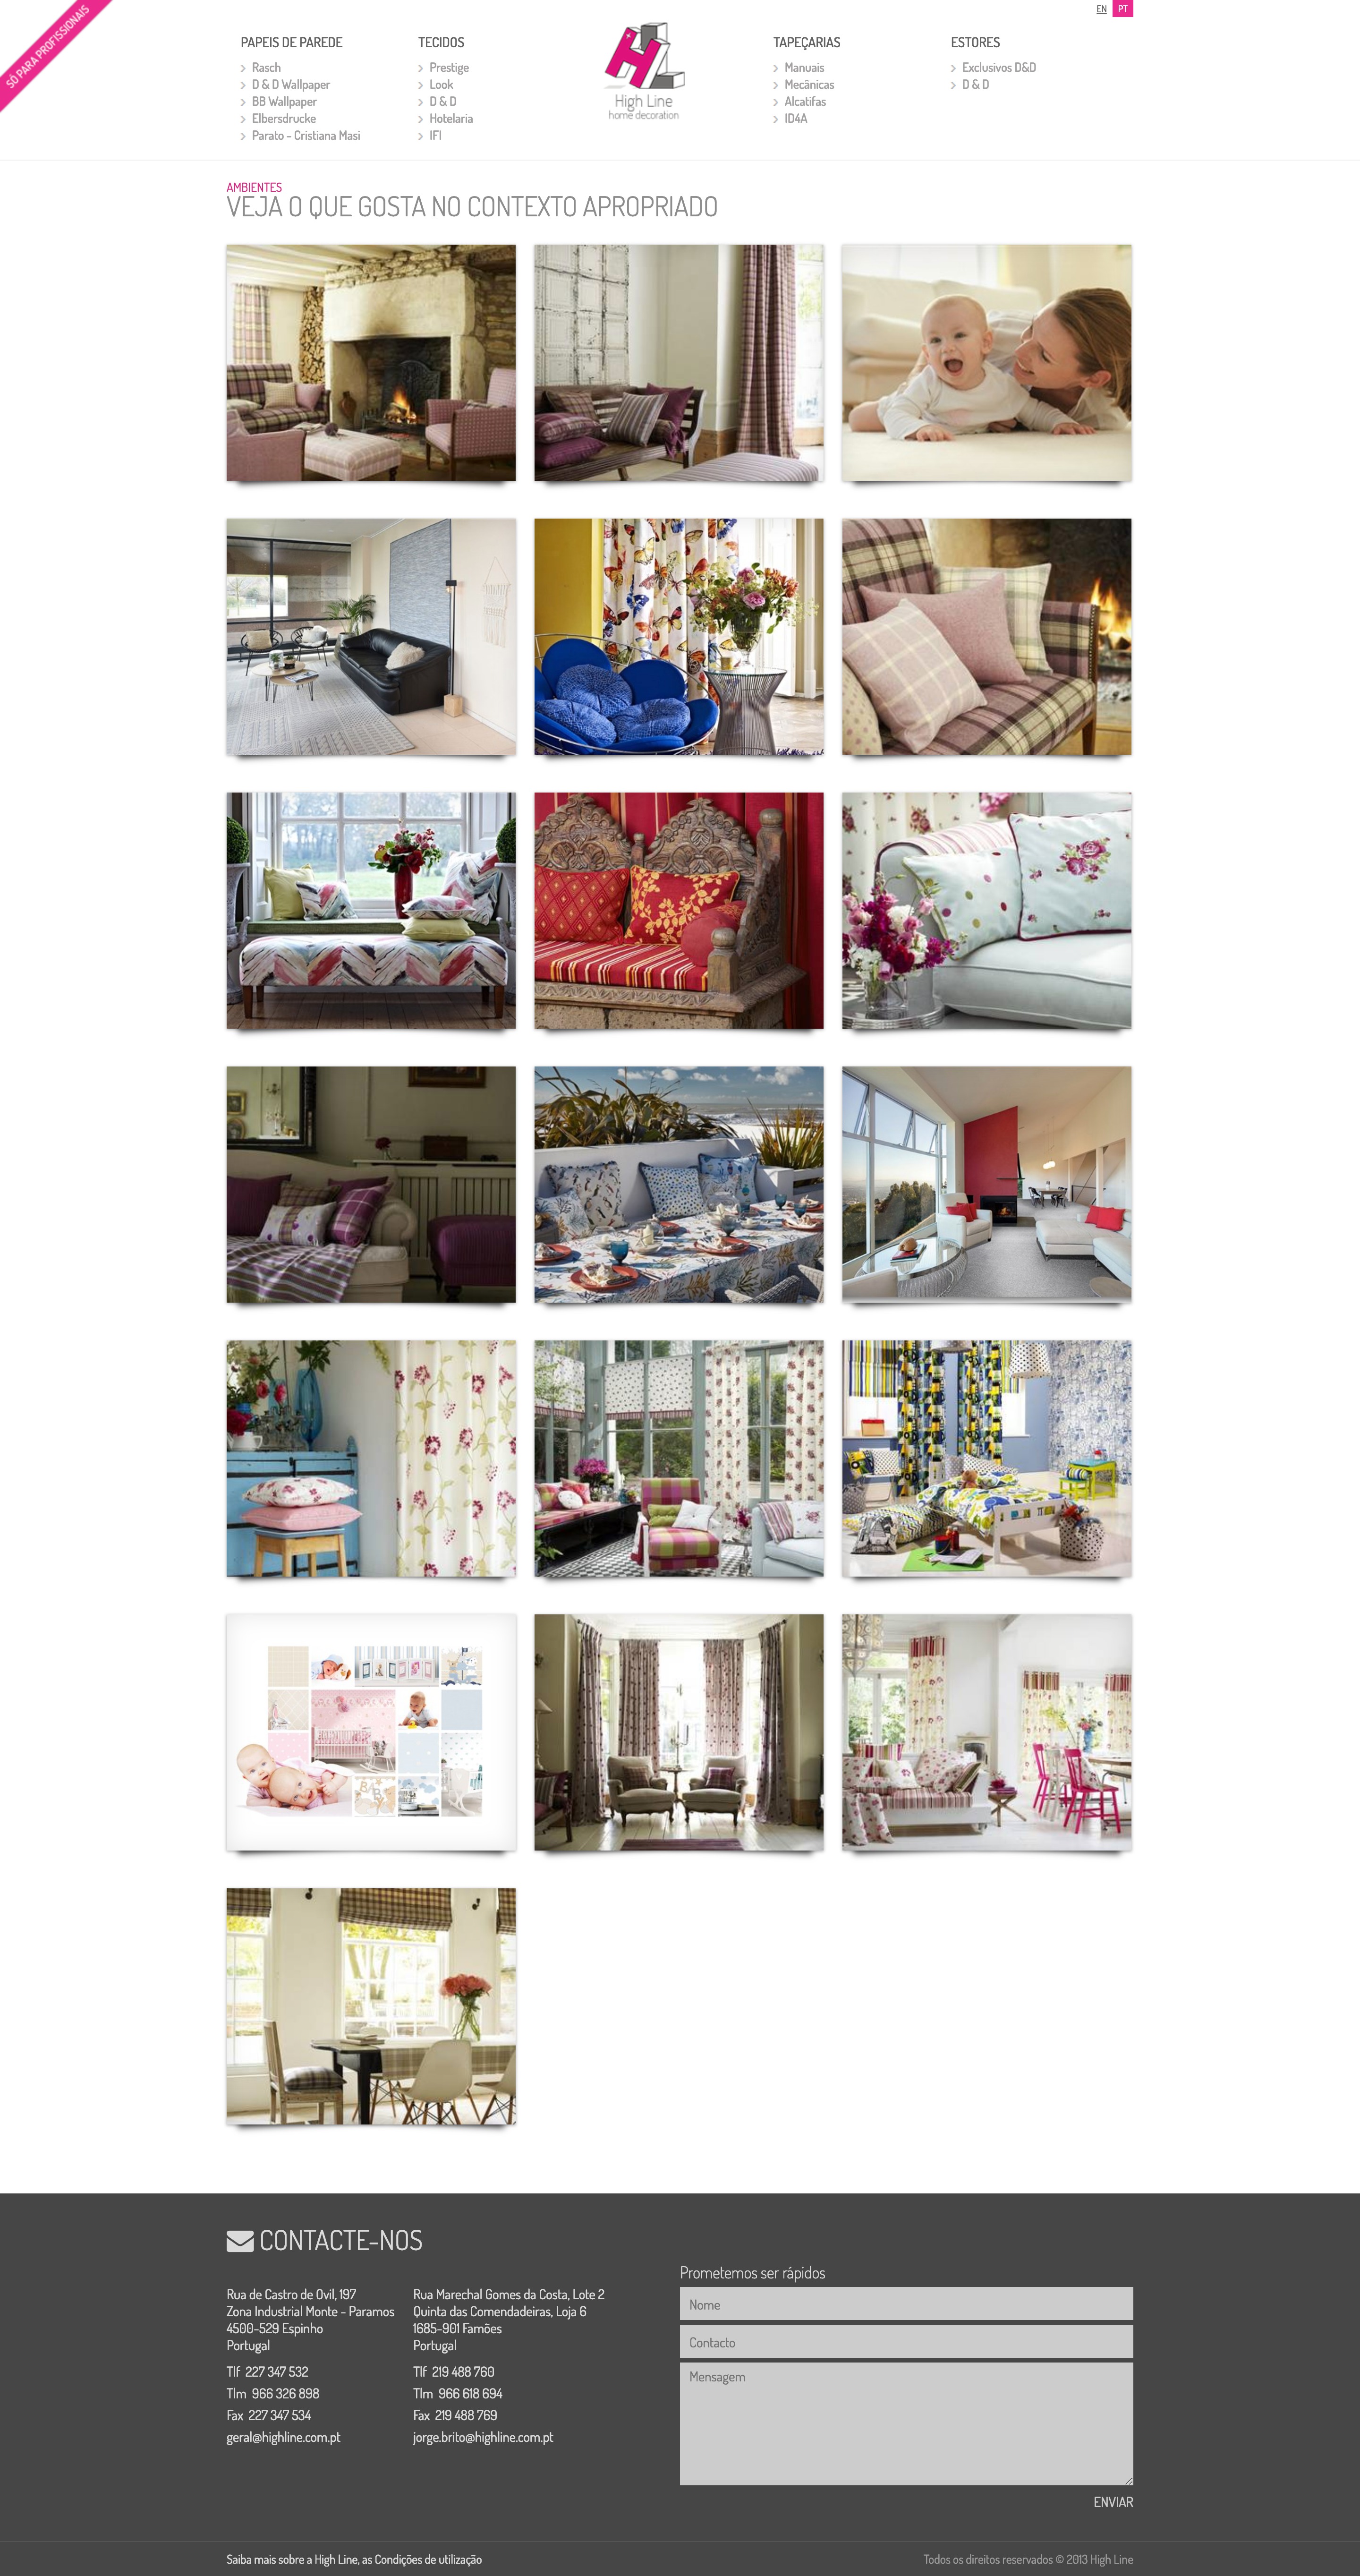 SÓ PARA PROFISSIONAIS
EN PT
PAPEIS DE PAREDE
Rasch
D & D Wallpaper
BB Wallpaper
Elbersdrucke
Parato - Cristiana Masi
TECIDOS
Prestige
Look
D & D
Hotelaria
IFI
High Line
home decoration
TAPEÇARIAS
Manuais
Mecânicas
Alcatifas
ID4A
ESTORES
Exclusivos D&D
D & D
AMBIENTES
VEJA O QUE GOSTA NO CONTEXTO APROPRIADO
CONTACTE-NOS
Rua de Castro de Ovil, 197
Zona Industrial Monte - Paramos
4500-529 Espinho
Portugal
Tlf 227 347 532
Tlm 966 326 898
Fax 227 347 534
geral@highline.com.pt
Rua Marechal Gomes da Costa, Lote 2
Quinta das Comendadeiras, Loja 6
1685-901 Famões
Portugal
Tlf 219 488 760
Tlm 966 618 694
Fax 219 488 769
jorge.brito@highline.com.pt
Prometemos ser rápidos
Nome
Contacto
Mensagem
ENVIAR
Saiba mais sobre a High Line, as Condições de utilização
Todos os direitos reservados © 2013 High Line